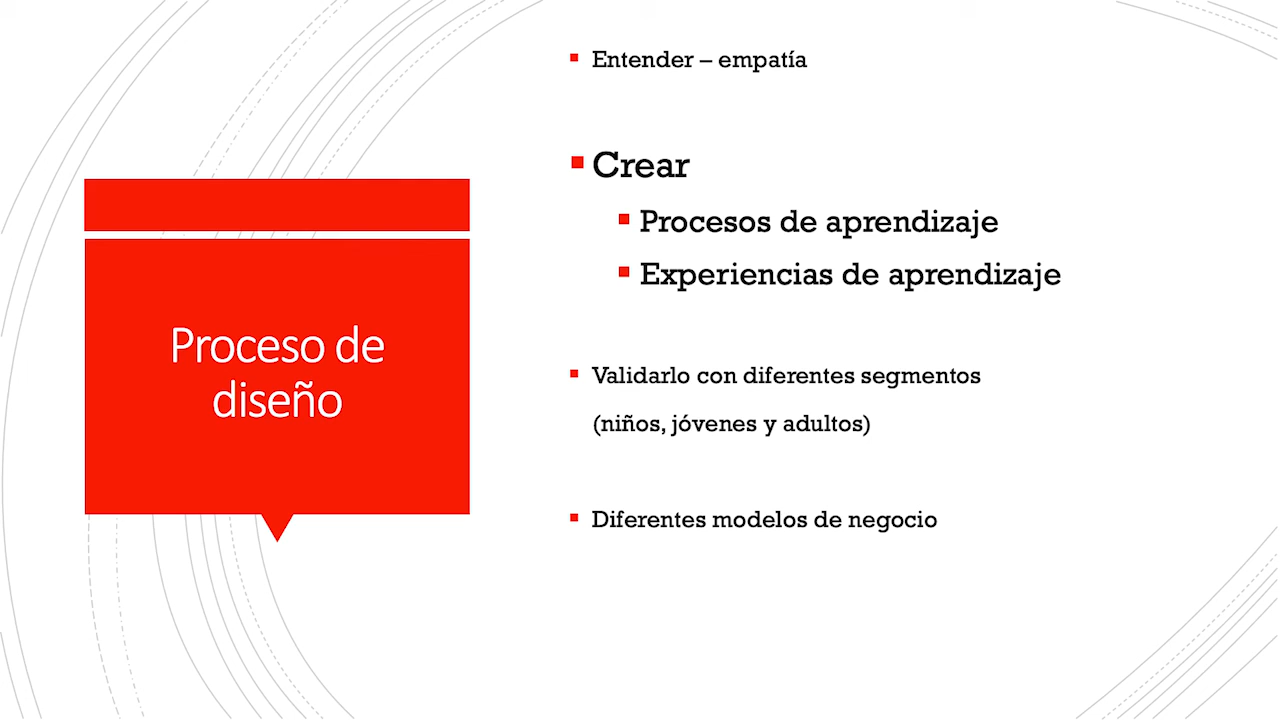 Proceso de
diseño
Entender – empatía
Crear
Procesos de aprendizaje
Experiencias de aprendizaje
Validarlo con diferentes segmentos
(niños, jóvenes y adultos)
Diferentes modelos de negocio